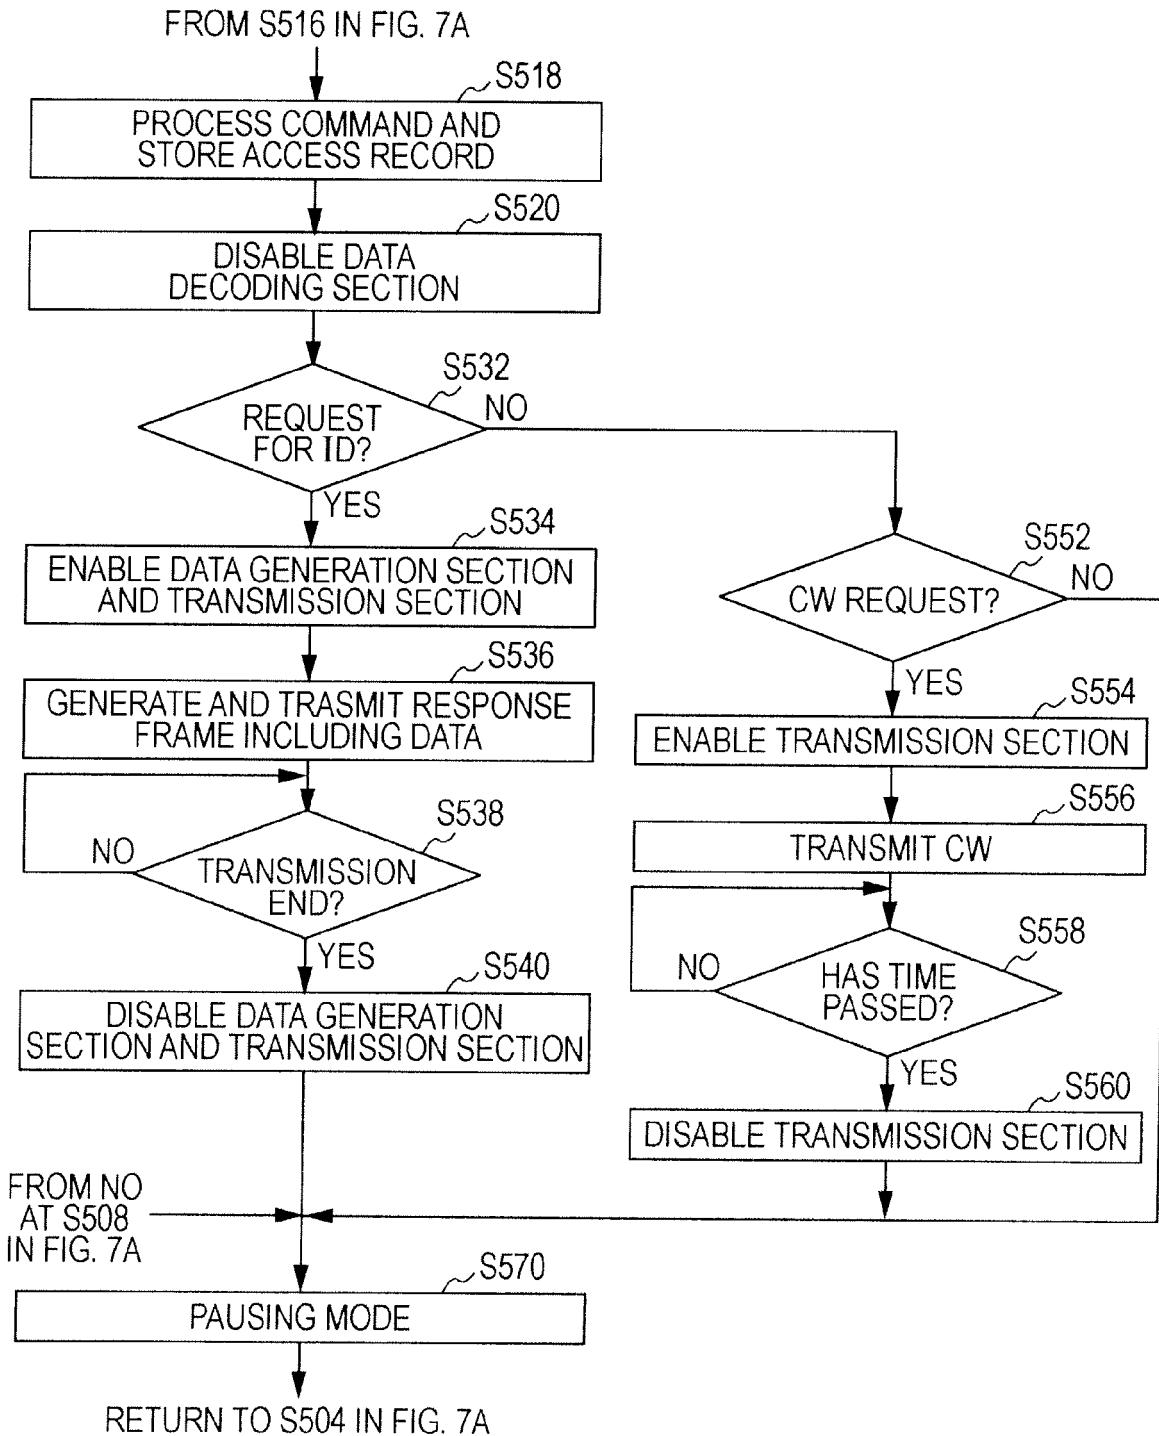 FROM S516 IN FIG. 7A
S518
PROCESS COMMAND AND
STORE ACCESS RECORD
S520
DISABLE DATA
DECODING SECTION
S532
REQUEST
FOR ID?
NO
YES
S534
ENABLE DATA GENERATION SECTION
AND TRANSMISSION SECTION
S536
GENERATE AND TRASMIT RESPONSE
FRAME INCLUDING DATA
S538
TRANSMISSION
END?
NO
YES
S540
DISABLE DATA GENERATION
SECTION AND TRANSMISSION SECTION
S552
CW REQUEST?
NO
YES
S554
ENABLE TRANSMISSION SECTION
S556
TRANSMIT CW
S558
HAS TIME
PASSED?
NO
YES
S560
DISABLE TRANSMISSION SECTION
FROM NO
AT S508
IN FIG. 7A
S570
PAUSING MODE
RETURN TO S504 IN FIG. 7A